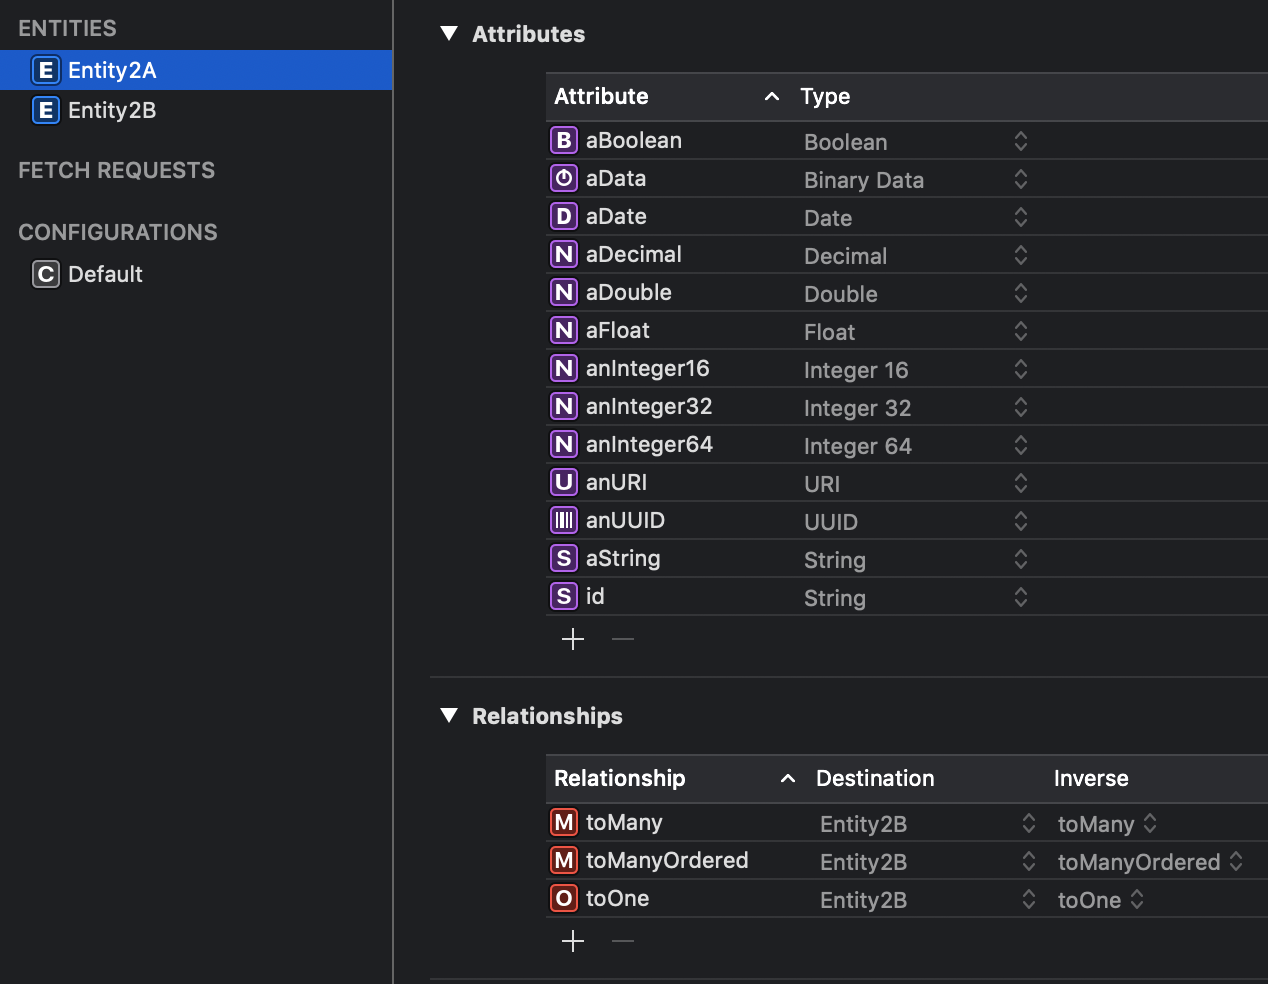 ENTITIES
E Entity2A
E Entity2B
FETCH REQUESTS
CONFIGURATIONS
C Default
Attributes
Attribute Type
B aBoolean Boolean
aData Binary Data
D aDate Date
N aDecimal Decimal
N aDouble Double
N aFloat Float
N anInteger16 Integer 16
N anInteger32 Integer 32
N anInteger64 Integer 64
U anURI URI
anUUID UUID
S aString String
S id String
Relationships
Relationship Destination Inverse
M toMany Entity2B toMany
M toManyOrdered Entity2B toManyOrdered
O toOne Entity2B toOne